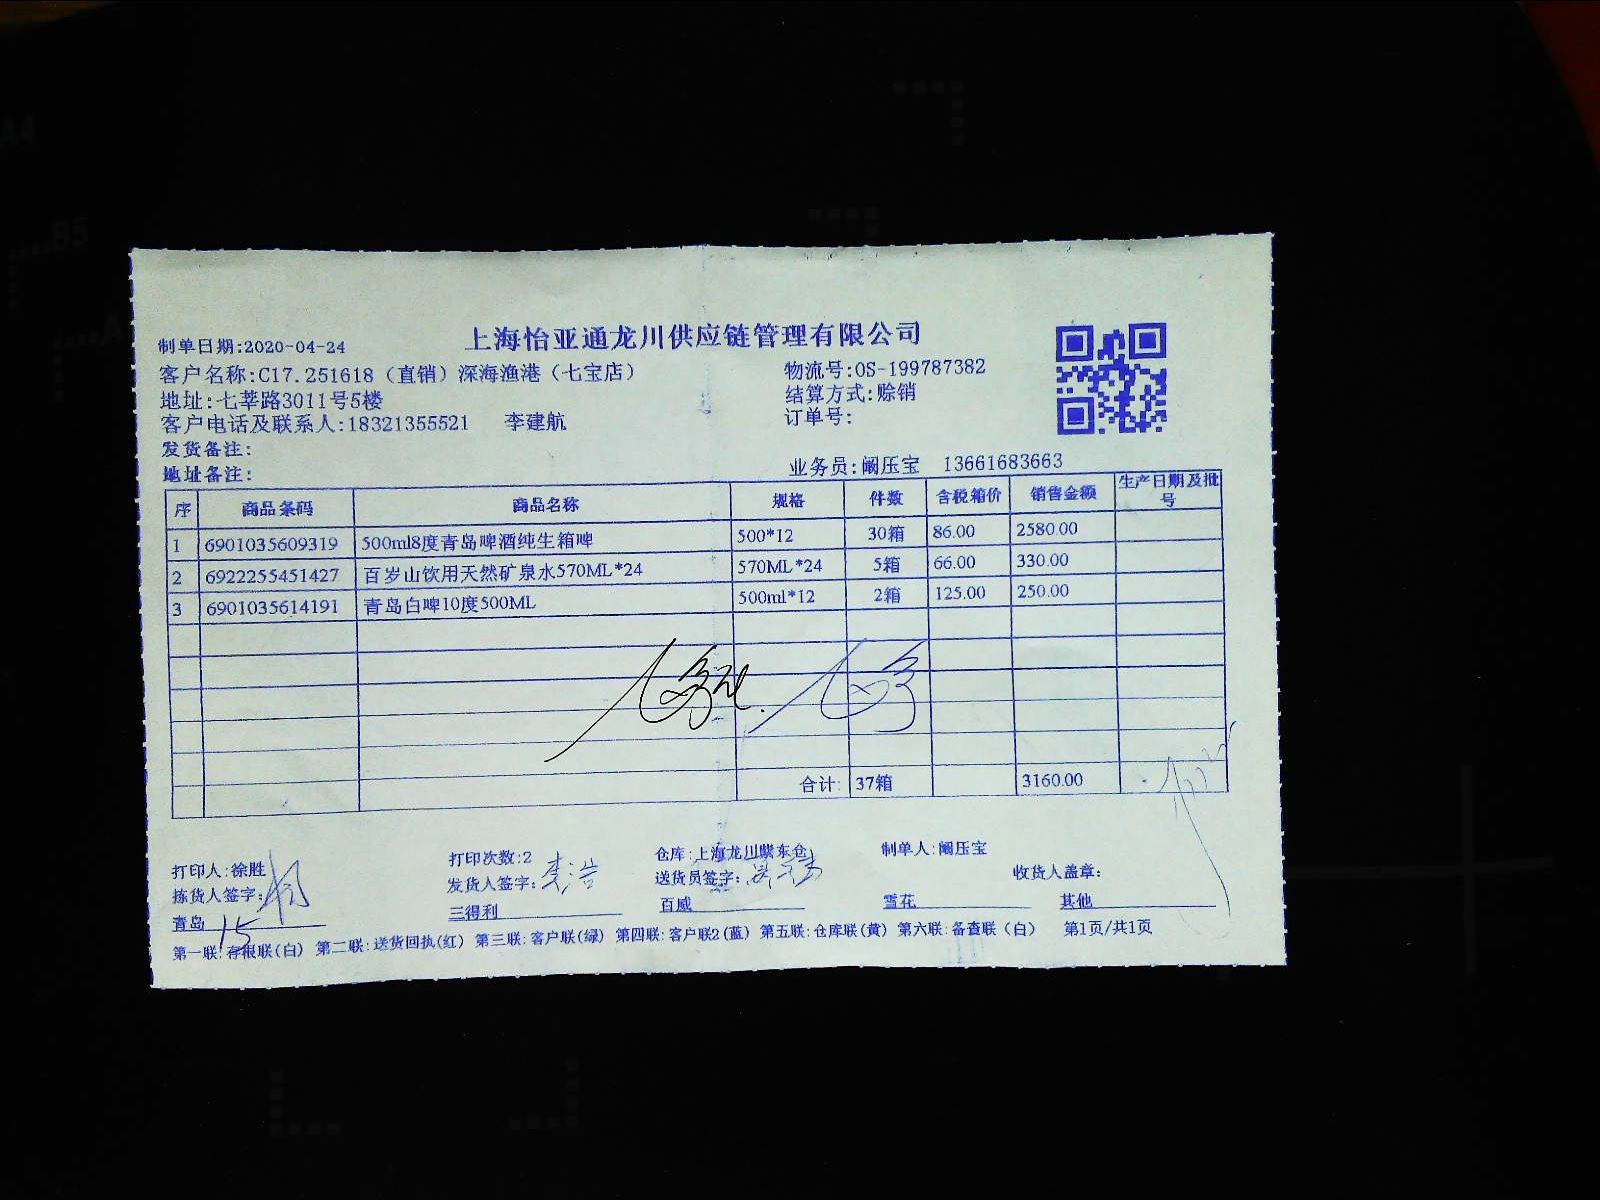 上海怡亚通龙川供应链管理有限公司
制单日期:2020-04-24
客户名称:C17.251618（直销）深海渔港（七宝店） 物流号:OS-199787382
地址:七莘路3011号5楼 结算方式:赊销
客户电话及联系人:18321355521 李建航 订单号:
发货备注:
地址备注: 业务员:阚压宝 13661683663
序 商品条码 商品名称 规格 件数 含税箱价 销售金额 生产日期及批号
1 6901035609319 500ml8度青岛啤酒纯生箱啤 500*12 30箱 86.00 2580.00
2 6922255451427 百岁山饮用天然矿泉水570ML*24 570ML*24 5箱 66.00 330.00
3 6901035614191 青岛白啤10度500ML 500ml*12 2箱 125.00 250.00
合计: 37箱 3160.00
打印人:徐胜 打印次数:2 仓库:上海龙川 东仓 制单人:阚压宝
拣货人签字: 发货人签字:李浩 送货员签字: 收货人盖章:
青岛 15 三得利 百威 雪花 其他
第一联:存根联(白) 第二联:送货回执(红) 第三联:客户联(绿) 第四联:客户联2(蓝) 第五联:仓库联(黄) 第六联:备查联（白） 第1页/共1页